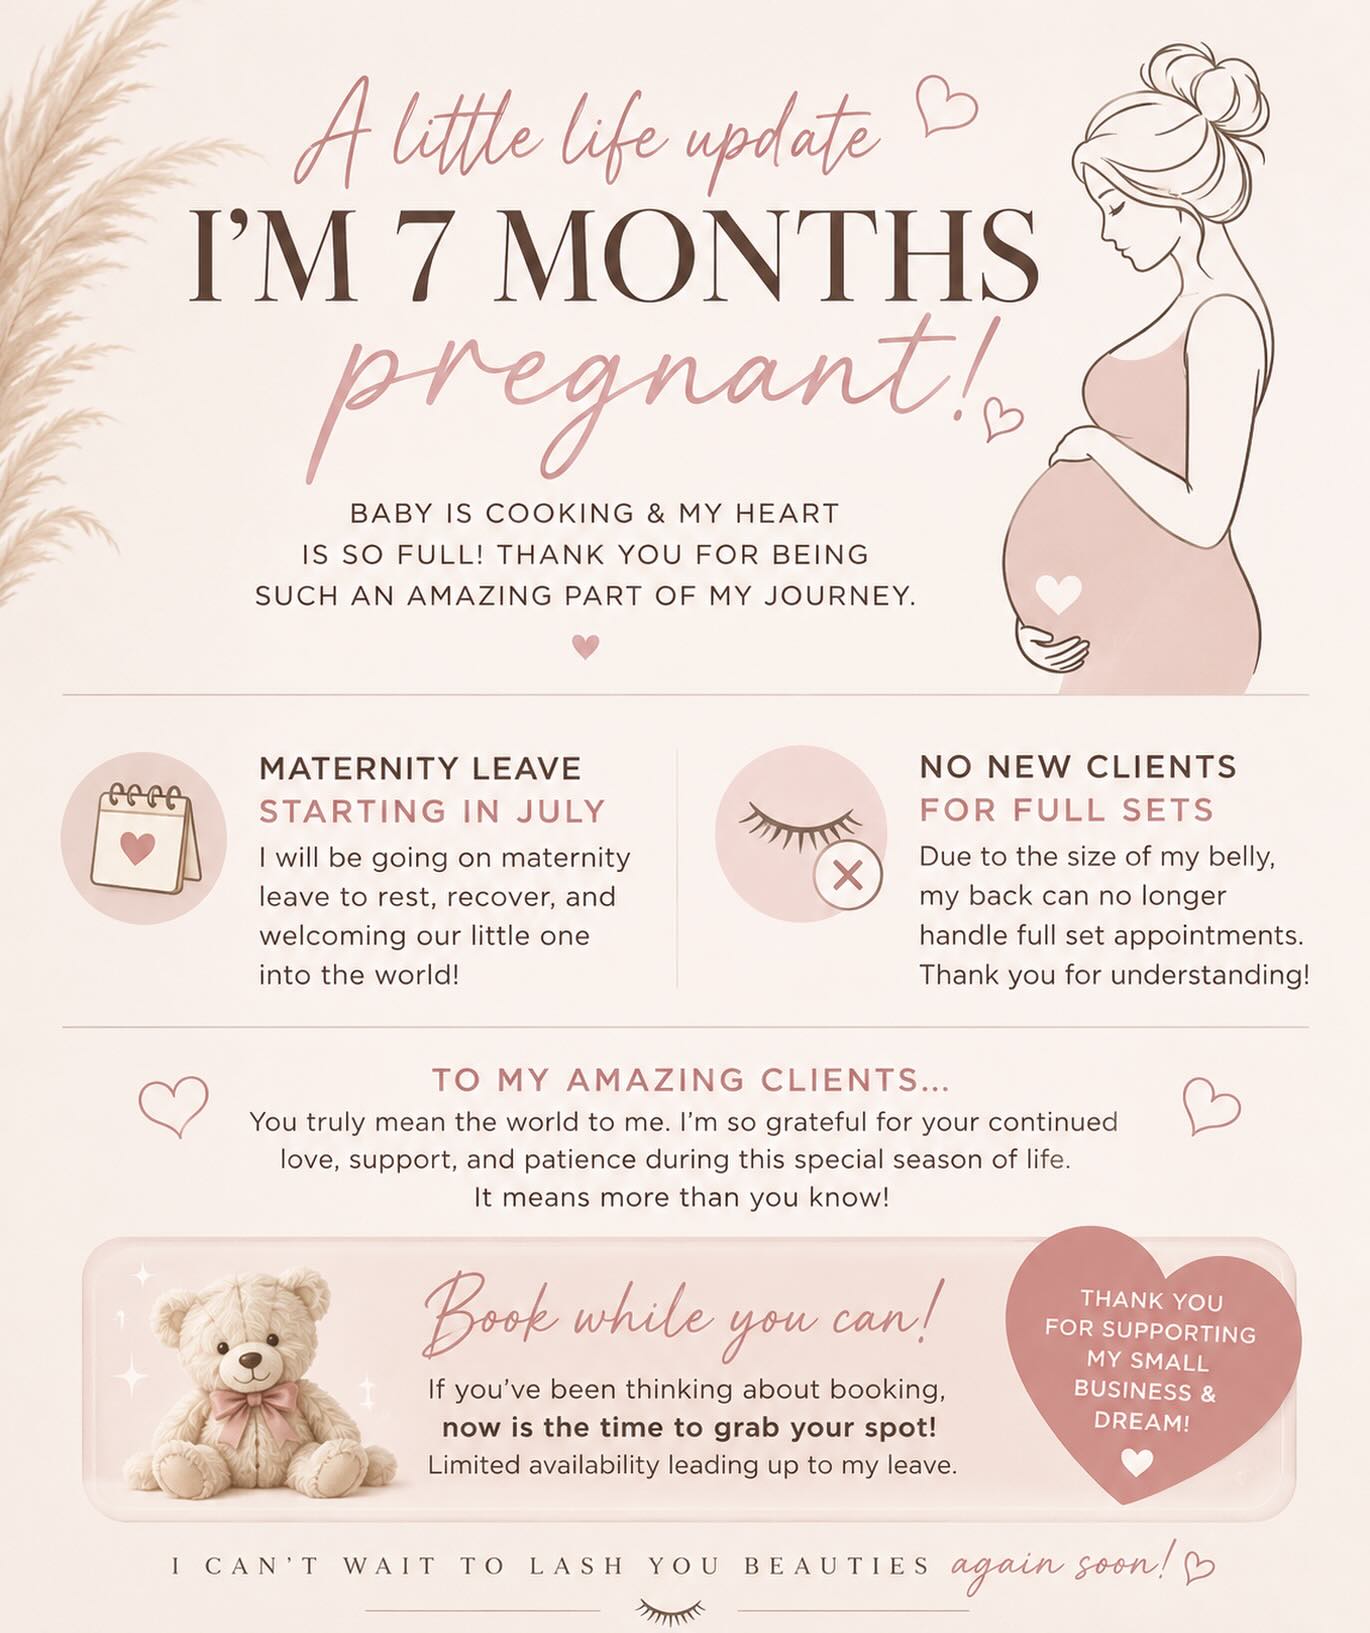 A little life update
I'M 7 MONTHS
pregnant!
BABY IS COOKING & MY HEART
IS SO FULL! THANK YOU FOR BEING
SUCH AN AMAZING PART OF MY JOURNEY.
MATERNITY LEAVE
STARTING IN JULY
I will be going on maternity
leave to rest, recover, and
welcoming our little one
into the world!
NO NEW CLIENTS
FOR FULL SETS
Due to the size of my belly,
my back can no longer
handle full set appointments.
Thank you for understanding!
TO MY AMAZING CLIENTS...
You truly mean the world to me. I'm so grateful for your continued
love, support, and patience during this special season of life.
It means more than you know!
Book while you can!
If you've been thinking about booking,
now is the time to grab your spot!
Limited availability leading up to my leave.
THANK YOU
FOR SUPPORTING
MY SMALL
BUSINESS &
DREAM!
I CAN'T WAIT TO LASH YOU BEAUTIES again soon!